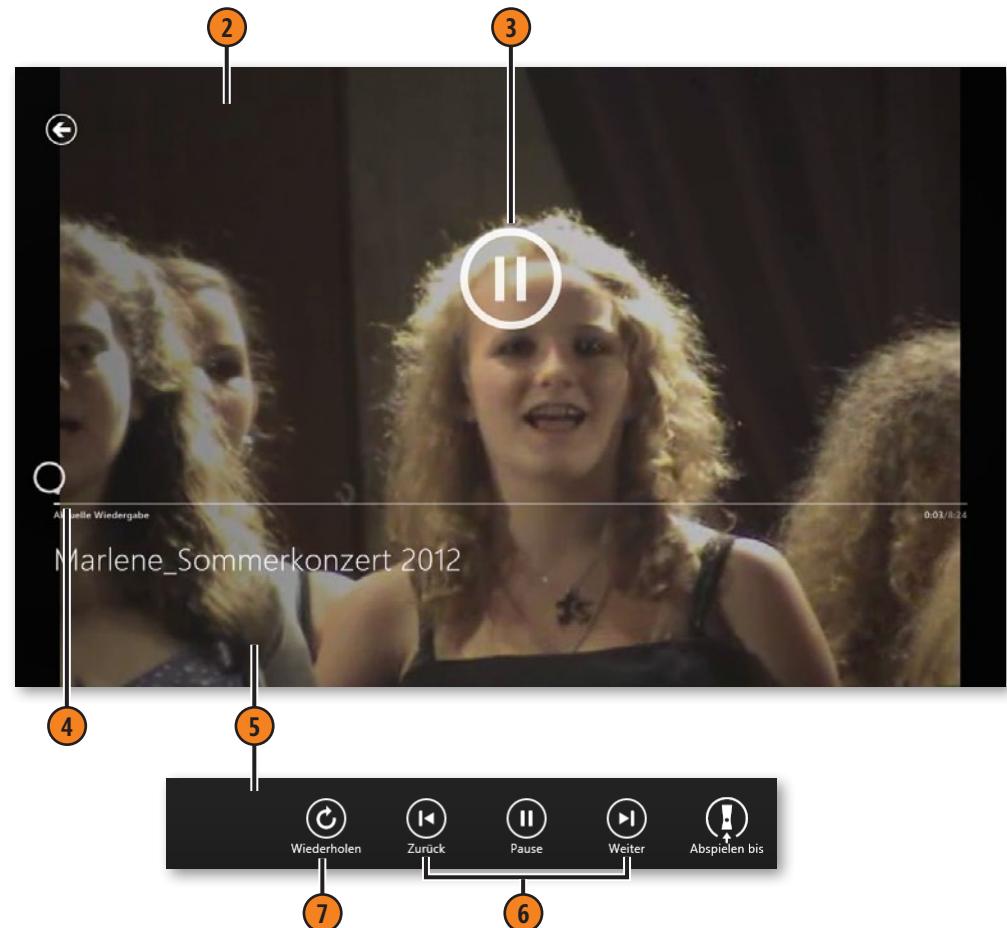 2
3
Aktuelle Wiedergabe
0:03/8:24
Marlene_Sommerkonzert 2012
4
5
Wiederholen
Zurück
Pause
Weiter
Abspielen bis
7
6